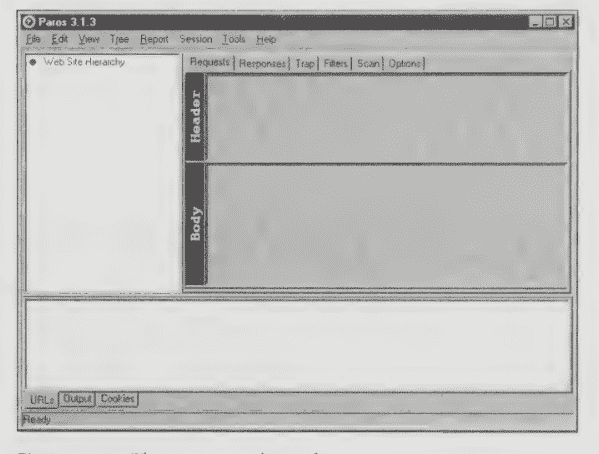 Paros 3.1.3
File Edit View Tree Report Session Tools Help
Web Site Hierarchy
Requests Responses Trap Filters Scan Options
Header
Body
URLs Output Cookies
Ready